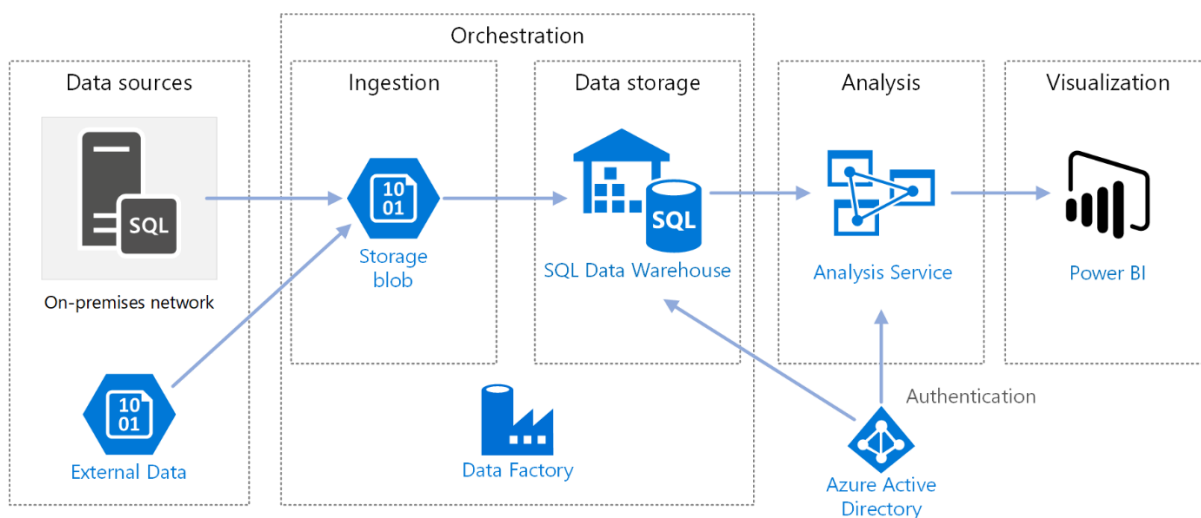 Orchestration
Data sources
Ingestion
Data storage
Analysis
Visualization
SQL
On-premises network
10
01
Storage
blob
SQL
SQL Data Warehouse
Analysis Service
Power BI
10
01
External Data
Data Factory
Authentication
Azure Active
Directory